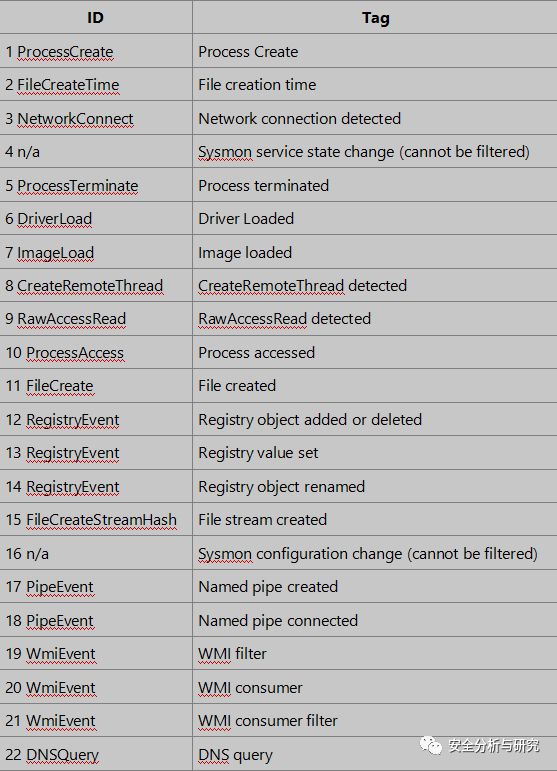 ID Tag
1 ProcessCreate Process Create
2 FileCreateTime File creation time
3 NetworkConnect Network connection detected
4 n/a Sysmon service state change (cannot be filtered)
5 ProcessTerminate Process terminated
6 DriverLoad Driver Loaded
7 ImageLoad Image loaded
8 CreateRemoteThread CreateRemoteThread detected
9 RawAccessRead RawAccessRead detected
10 ProcessAccess Process accessed
11 FileCreate File created
12 RegistryEvent Registry object added or deleted
13 RegistryEvent Registry value set
14 RegistryEvent Registry object renamed
15 FileCreateStreamHash File stream created
16 n/a Sysmon configuration change (cannot be filtered)
17 PipeEvent Named pipe created
18 PipeEvent Named pipe connected
19 WmiEvent WMI filter
20 WmiEvent WMI consumer
21 WmiEvent WMI consumer filter
22 DNSQuery DNS query
安全分析与研究